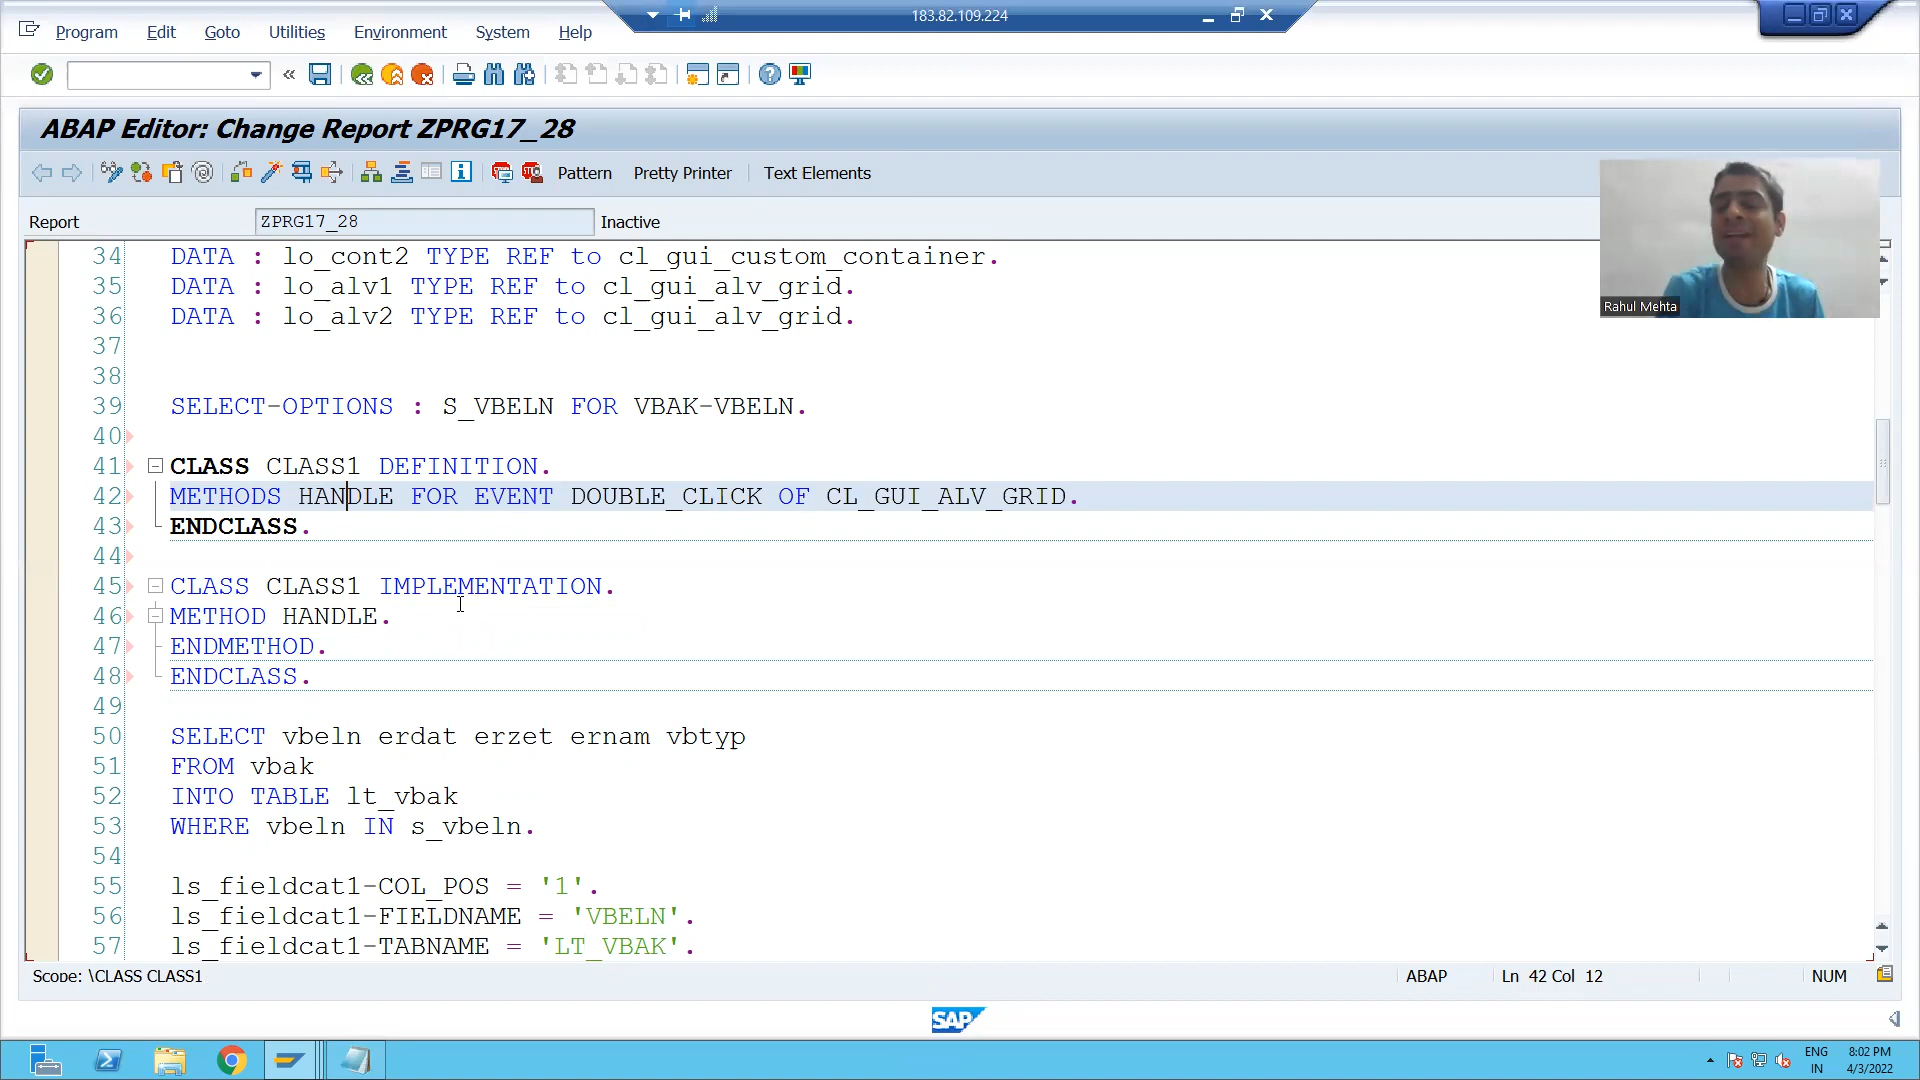 183.82.109.224
Program Edit Goto Utilities Environment System Help
ABAP Editor: Change Report ZPRG17_28
Pattern Pretty Printer Text Elements
Report ZPRG17_28 Inactive
Rahul Mehta
34 DATA : lo_cont2 TYPE REF to cl_gui_custom_container.
35 DATA : lo_alv1 TYPE REF to cl_gui_alv_grid.
36 DATA : lo_alv2 TYPE REF to cl_gui_alv_grid.
37
38
39 SELECT-OPTIONS : S_VBELN FOR VBAK-VBELN.
40
41 CLASS CLASS1 DEFINITION.
42 METHODS HANDLE FOR EVENT DOUBLE_CLICK OF CL_GUI_ALV_GRID.
43 ENDCLASS.
44
45 CLASS CLASS1 IMPLEMENTATION.
46 METHOD HANDLE.
47 ENDMETHOD.
48 ENDCLASS.
49
50 SELECT vbeln erdat erzet ernam vbtyp
51 FROM vbak
52 INTO TABLE lt_vbak
53 WHERE vbeln IN s_vbeln.
54
55 ls_fieldcat1-COL_POS = '1'.
56 ls_fieldcat1-FIELDNAME = 'VBELN'.
57 ls_fieldcat1-TABNAME = 'LT_VBAK'.
Scope: \CLASS CLASS1 ABAP Ln 42 Col 12 NUM
SAP
ENG 8:02 PM
IN 4/3/2022